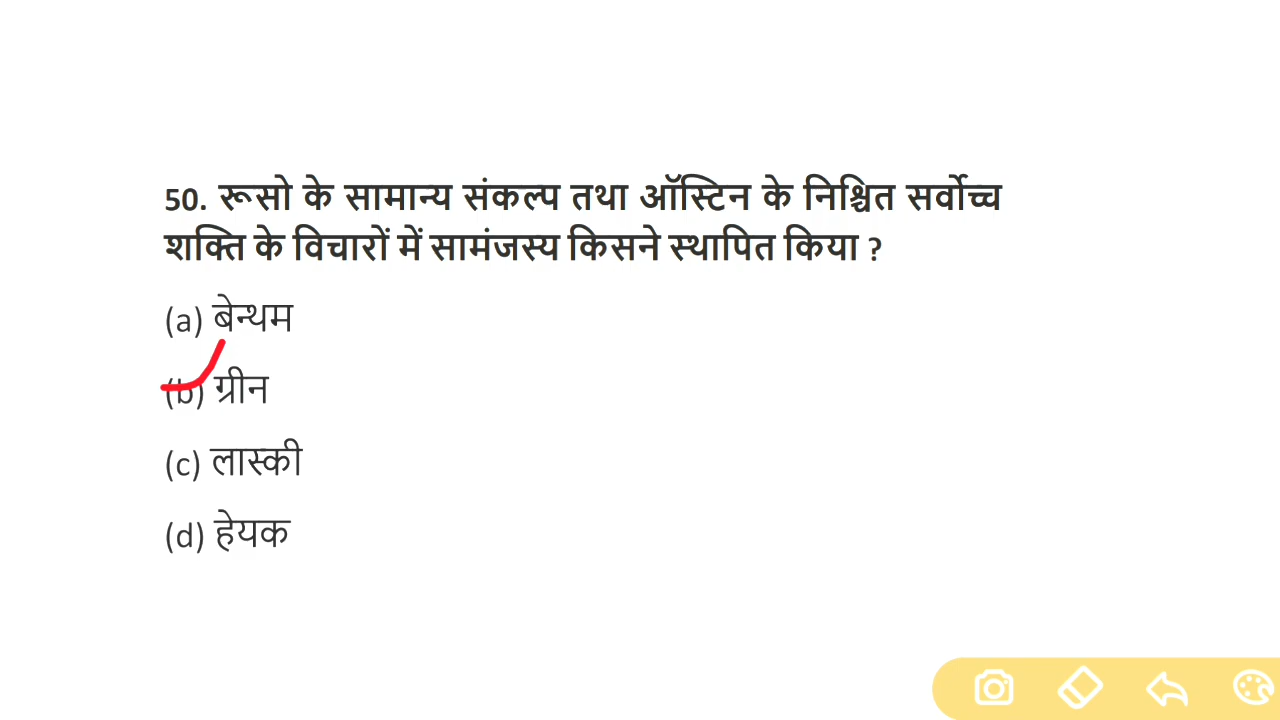 50. रूसो के सामान्य संकल्प तथा ऑस्टिन के निश्चित सर्वोच्च
शक्ति के विचारों में सामंजस्य किसने स्थापित किया ?
(a) बेन्थम
(b) ग्रीन
(c) लास्की
(d) हेयक